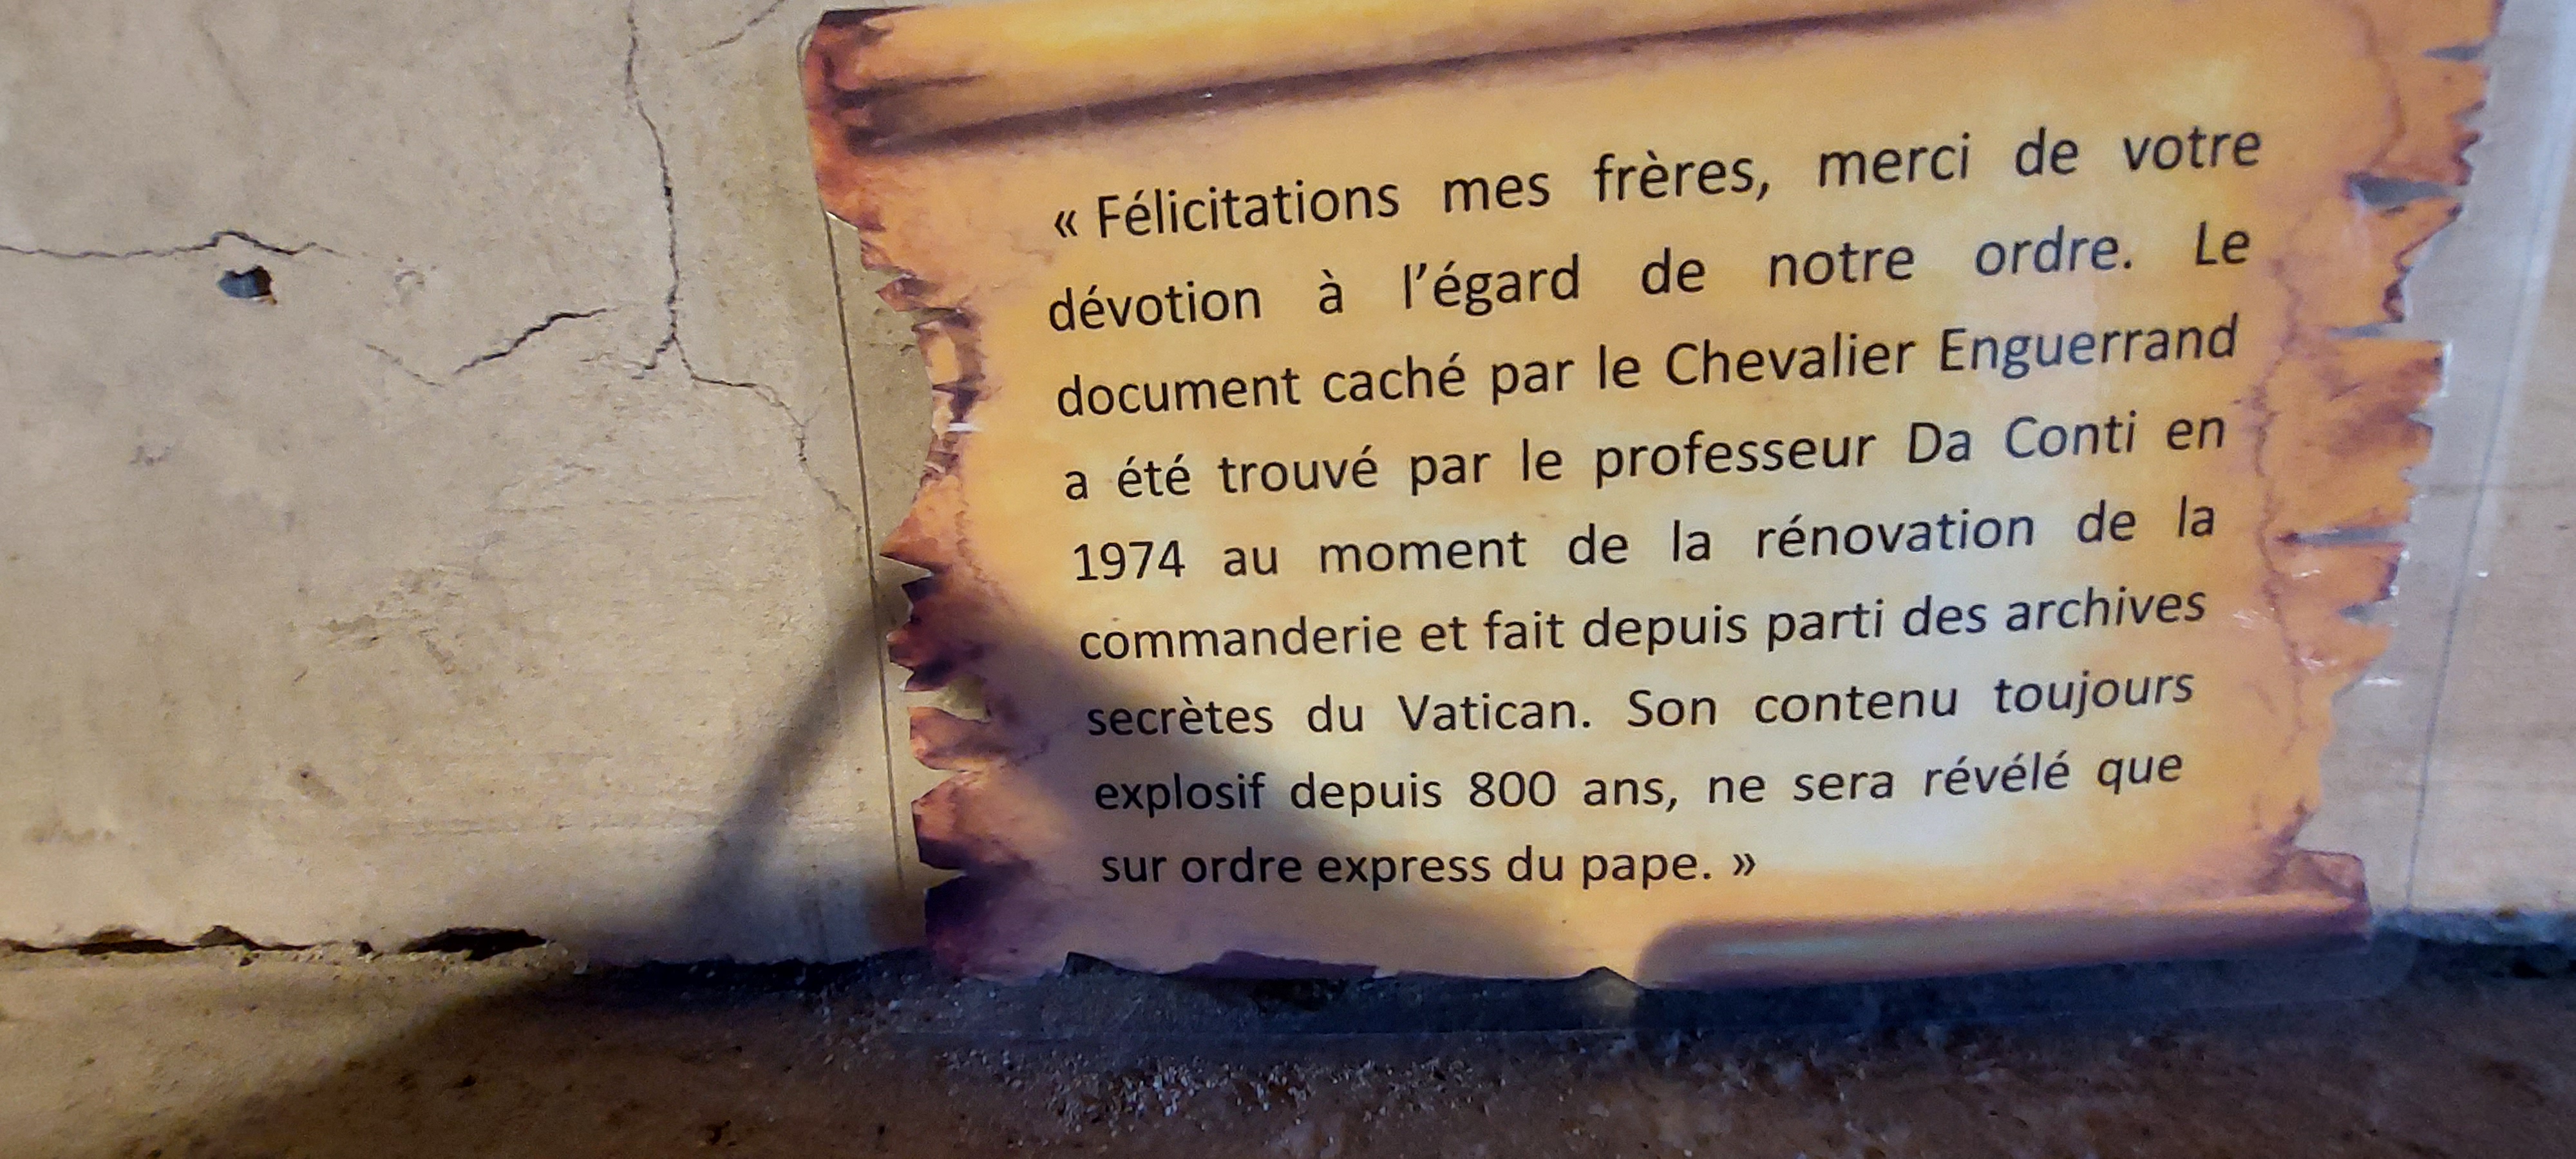 « Félicitations mes frères, merci de votre
dévotion à l’égard de notre ordre. Le
document caché par le Chevalier Enguerrand
a été trouvé par le professeur Da Conti en
1974 au moment de la rénovation de la
commanderie et fait depuis parti des archives
secrètes du Vatican. Son contenu toujours
explosif depuis 800 ans, ne sera révélé que
sur ordre express du pape. »